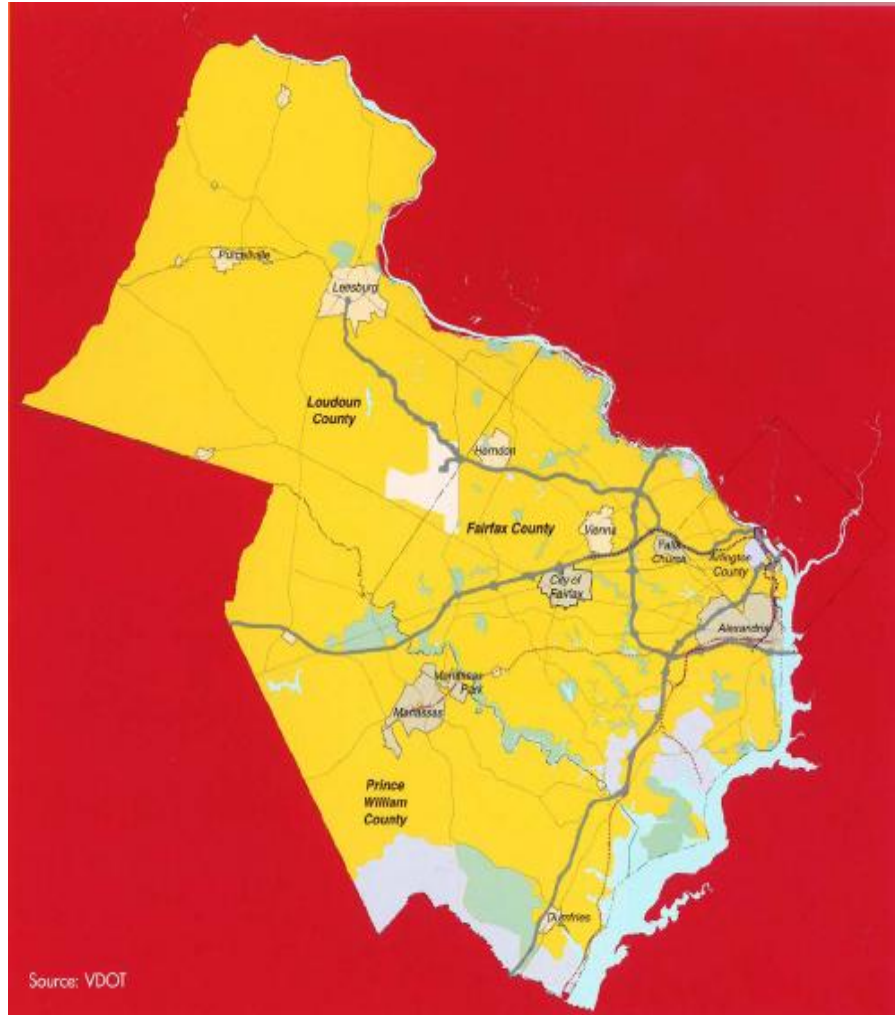 Purcellville
Leesburg
Loudoun
County
Herndon
Fairfax County
Vienna
Falls
Church
Arlington
County
City of
Fairfax
Alexandria
Manassas
Park
Manassas
Prince
William
County
Dumfries
Source: VDOT